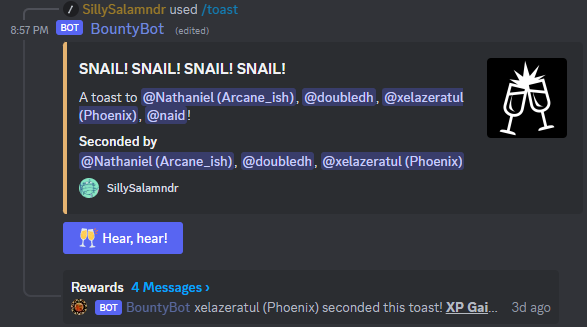 SillySalamndr used /toast
8:57 PM BOT BountyBot (edited)
SNAIL! SNAIL! SNAIL! SNAIL!
A toast to @Nathaniel (Arcane_ish), @doubledh, @xelazeratul
(Phoenix), @naid!
Seconded by
@Nathaniel (Arcane_ish), @doubledh, @xelazeratul (Phoenix)
SillySalamndr
🥂 Hear, hear!
Rewards 4 Messages ›
BOT BountyBot xelazeratul (Phoenix) seconded this toast! XP Gai... 3d ago